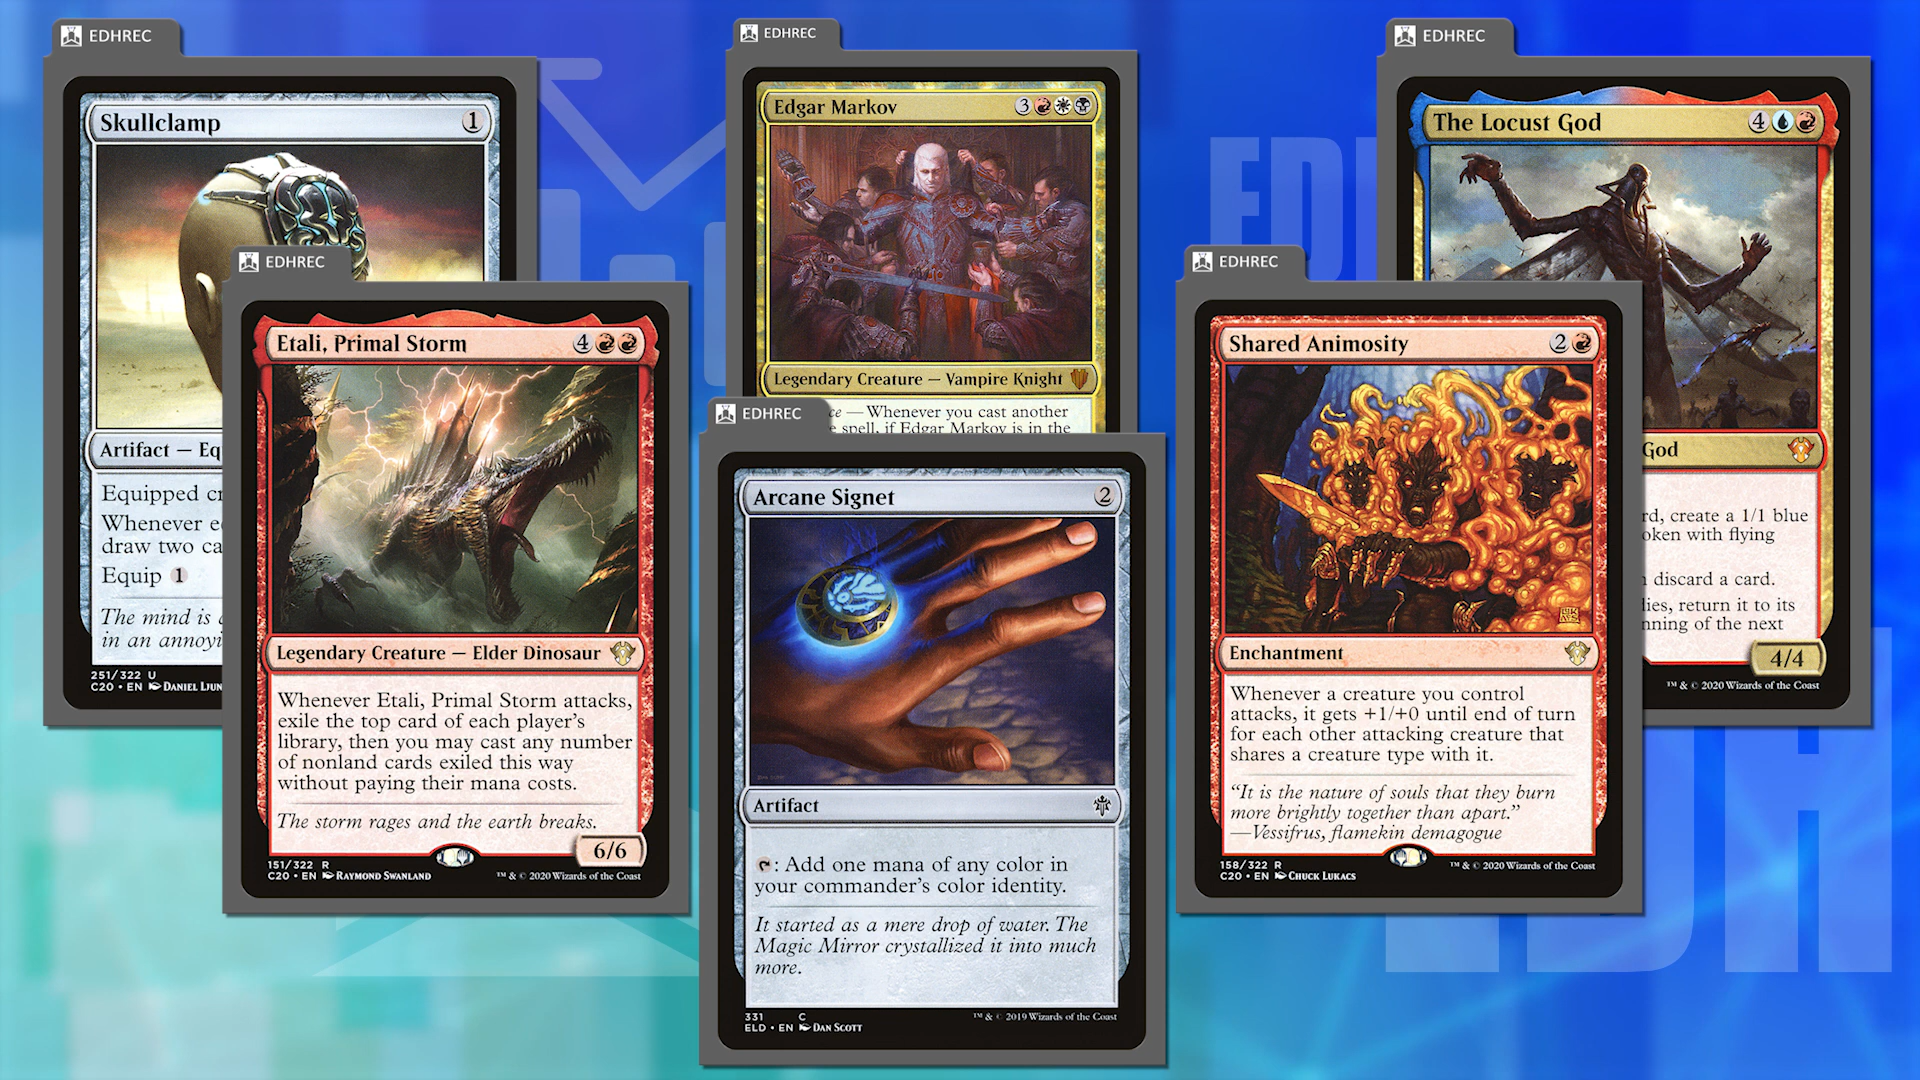 EDHREC
Skullclamp 1
Artifact — Eq
Equipped cr
Whenever e
draw two ca
Equip 1
The mind is
in an annoyi
251/322 U
C20 • EN DANIEL LJUN
EDHREC
Etali, Primal Storm 4
Legendary Creature — Elder Dinosaur
Whenever Etali, Primal Storm attacks,
exile the top card of each player's
library, then you may cast any number
of nonland cards exiled this way
without paying their mana costs.
The storm rages and the earth breaks.
6/6
151/322 R
C20 • EN RAYMOND SWANLAND
™ & © 2020 Wizards of the Coast
EDHREC
Edgar Markov 3
Legendary Creature — Vampire Knight
ce — Whenever you cast another
e spell, if Edgar Markov is in the
EDHREC
Arcane Signet 2
Artifact
: Add one mana of any color in
your commander's color identity.
It started as a mere drop of water. The
Magic Mirror crystallized it into much
more.
331 C
ELD • EN DAN SCOTT
™ & © 2019 Wizards of the Coast
EDHREC
The Locust God 4
God
rd, create a 1/1 blue
oken with flying
discard a card.
dies, return it to its
nning of the next
4/4
™ & © 2020 Wizards of the Coast
EDHREC
Shared Animosity 2
Enchantment
Whenever a creature you control
attacks, it gets +1/+0 until end of turn
for each other attacking creature that
shares a creature type with it.
“It is the nature of souls that they burn
more brightly together than apart.”
—Vessifrus, flamekin demagogue
158/322 R
C20 • EN CHUCK LUKACS
™ & © 2020 Wizards of the Coast
ED
EDH